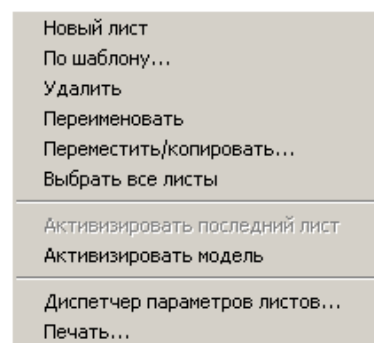 Новый лист
По шаблону...
Удалить
Переименовать
Переместить/копировать...
Выбрать все листы
Активизировать последний лист
Активизировать модель
Диспетчер параметров листов...
Печать...